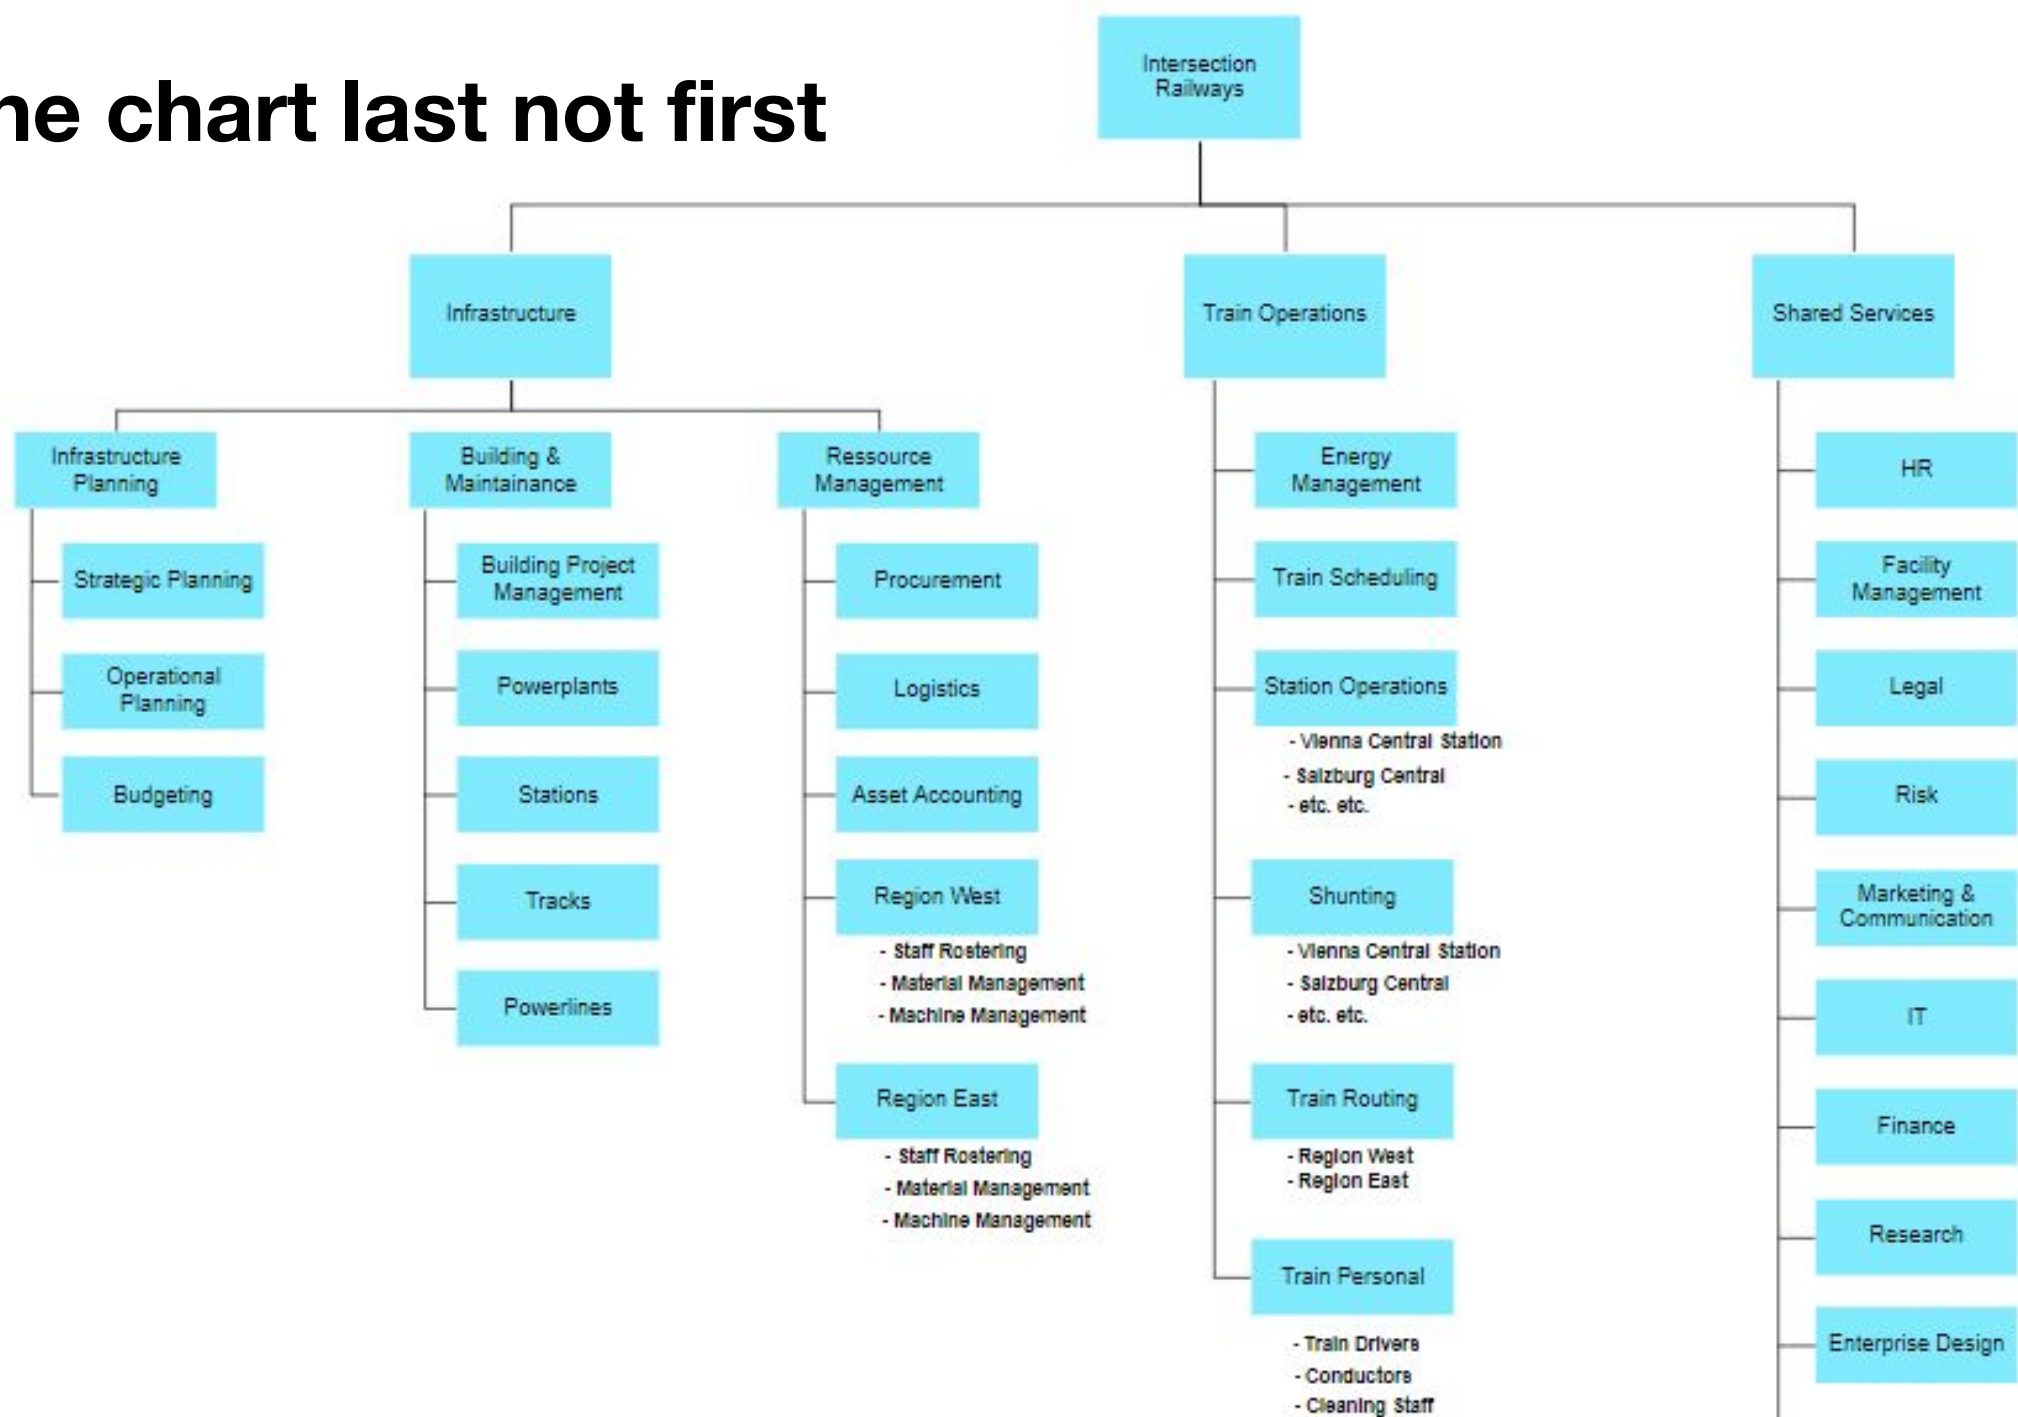 ne chart last not first
Intersection
Railways
Infrastructure
Train Operations
Shared Services
Infrastructure
Planning
Strategic Planning
Operational
Planning
Budgeting
Building &
Maintainance
Building Project
Management
Powerplants
Stations
Tracks
Powerlines
Ressource
Management
Procurement
Logistics
Asset Accounting
Region West
- Staff Rostering
- Material Management
- Machine Management
Region East
- Staff Rostering
- Material Management
- Machine Management
Energy
Management
Train Scheduling
Station Operations
- Vienna Central Station
- Salzburg Central
- etc. etc.
Shunting
- Vienna Central Station
- Salzburg Central
- etc. etc.
Train Routing
- Region West
- Region East
Train Personal
- Train Drivers
- Conductors
- Cleaning Staff
HR
Facility
Management
Legal
Risk
Marketing &
Communication
IT
Finance
Research
Enterprise Design